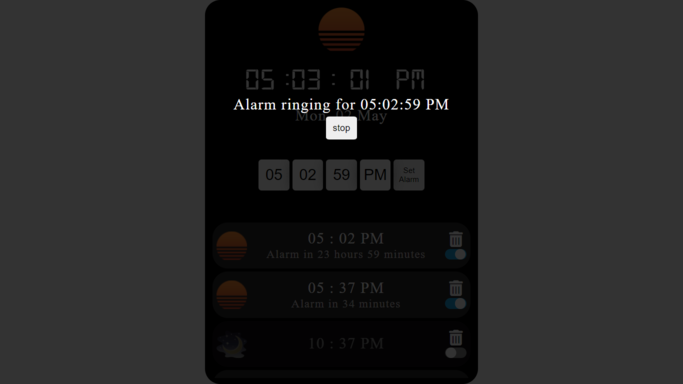 05 :03 : 01 PM
Alarm ringing for 05:02:59 PM
Mon, 02 May
stop
05 02 59 PM Set Alarm
05 : 02 PM
Alarm in 23 hours 59 minutes
05 : 37 PM
Alarm in 34 minutes
10 : 37 PM